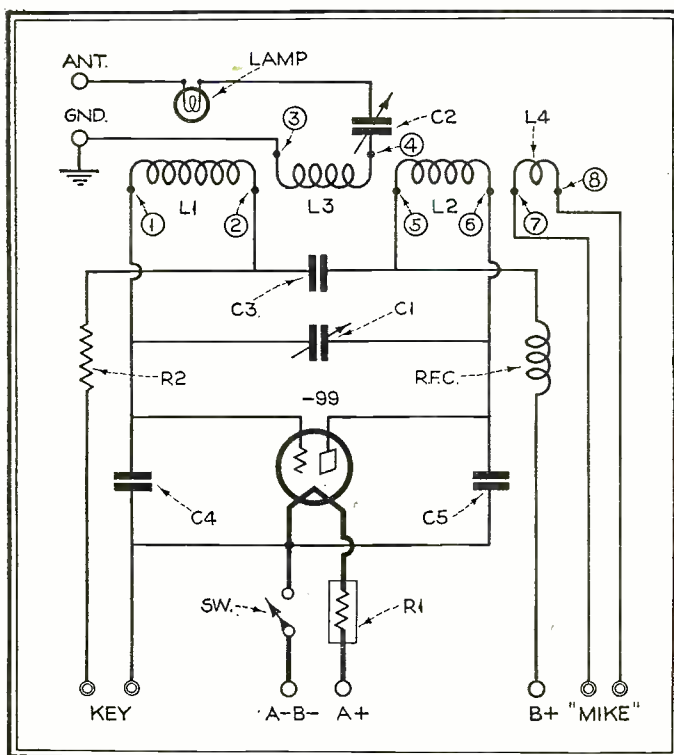 ANT.
LAMP
GND.
③
④
C2
L4
⑧
①
L1
②
L3
⑤
L2
⑥
⑦
C3
C1
R2
R.F.C.
-99
C4
C5
SW.
R1
KEY
A-B-
A+
B+
"MIKE"